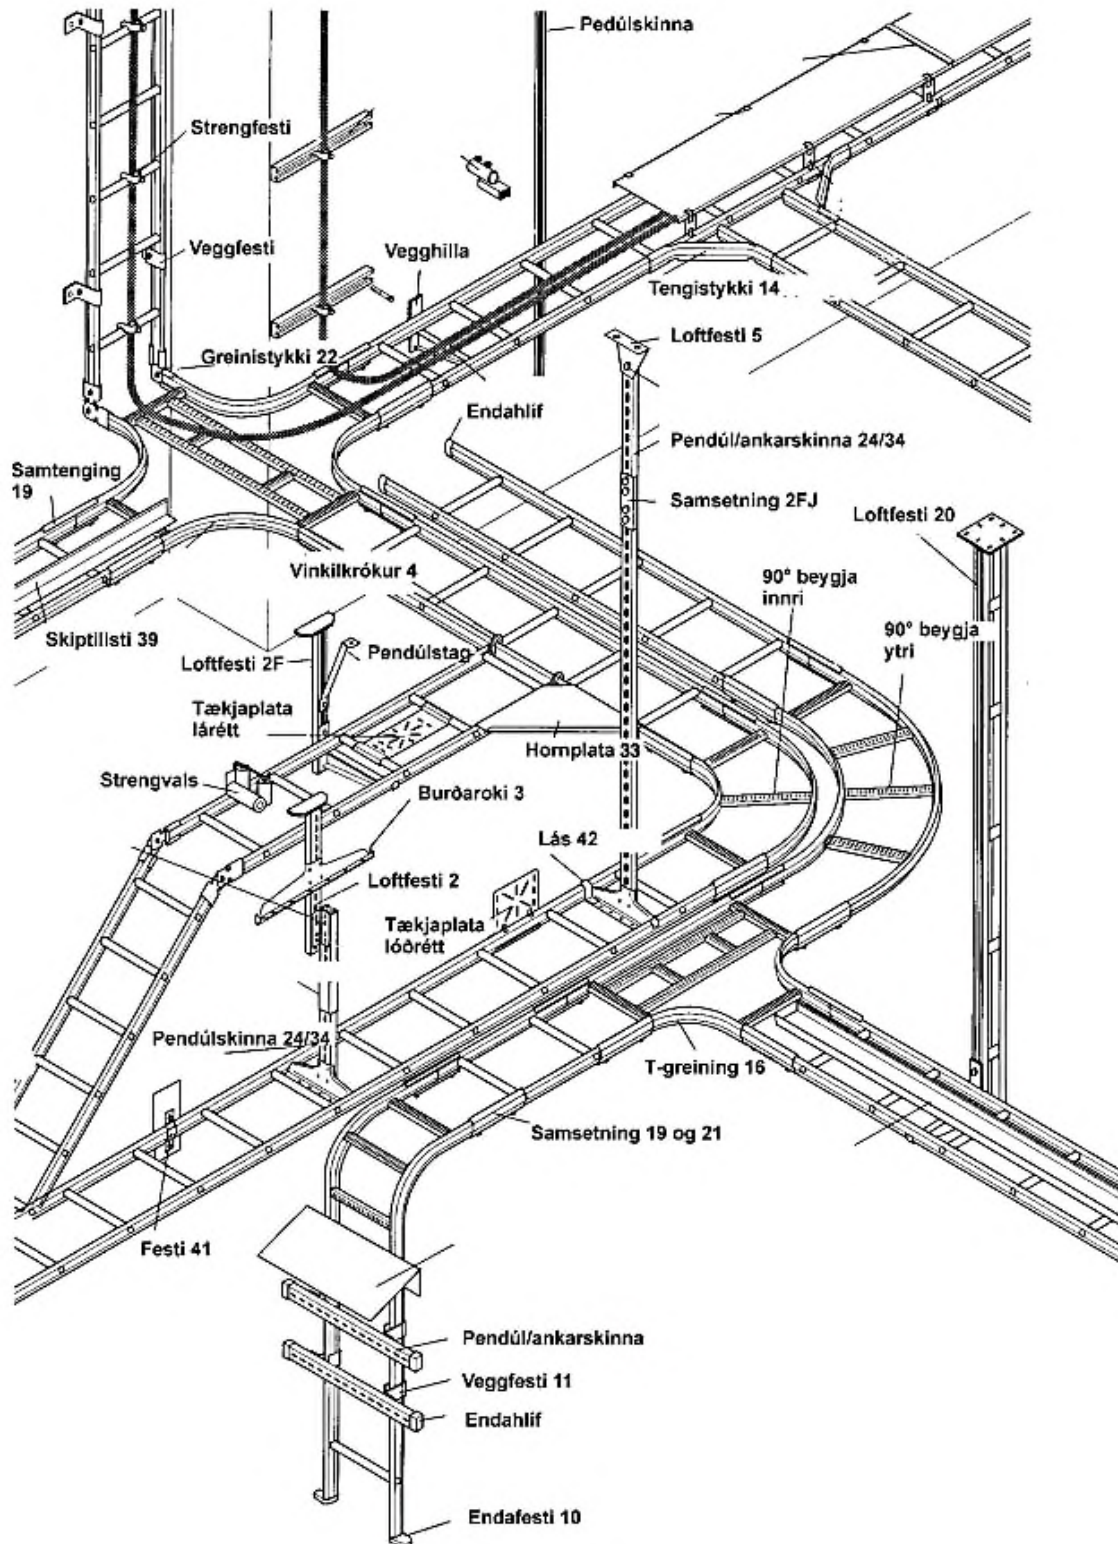 Pedúlskinna
Strengfesti
Veggfesti
Vegghilla
Tengistykki 14
Loftfesti 5
Greinistykki 22
Endahlíf
Pendúl/ankarskinna 24/34
Samtenging
19
Samsetning 2FJ
Loftfesti 20
Vinkilkrókur 4
90° beygja
innri
90° beygja
ytri
Skiptilisti 39
Loftfesti 2F
Pendúlstag
Tækjaplata
lárétt
Hornplata 33
Strengvals
Burðaroki 3
Lás 42
Loftfesti 2
Tækjaplata
lóðrétt
Pendúlskinna 24/34
T-greining 16
Samsetning 19 og 21
Festi 41
Pendúl/ankarskinna
Veggfesti 11
Endahlíf
Endafesti 10